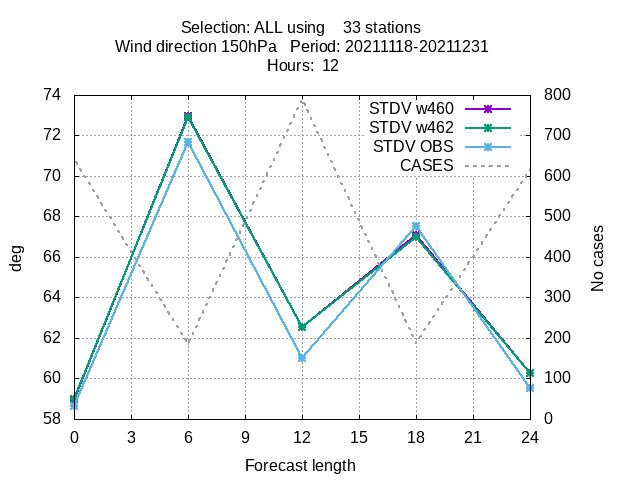 Selection: ALL using    33 stations
Wind direction 150hPa   Period: 20211118-20211231
Hours:  12
74
72
70
68
66
64
62
60
58
deg
STDV w460
STDV w462
STDV OBS
CASES
800
700
600
500
400
300
200
100
0
No cases
0 3 6 9 12 15 18 21 24
Forecast length